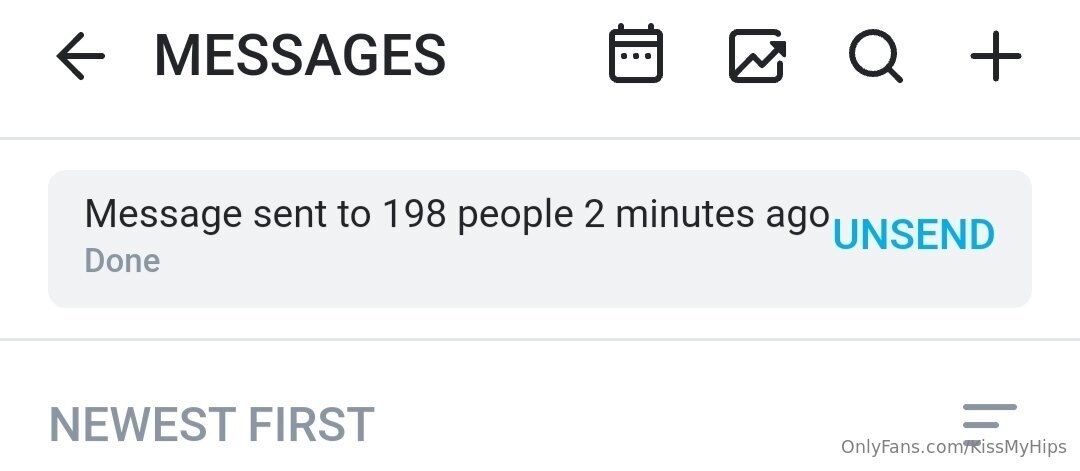 MESSAGES
Message sent to 198 people 2 minutes ago
UNSEND
Done
NEWEST FIRST
OnlyFans.com/KissMyHips